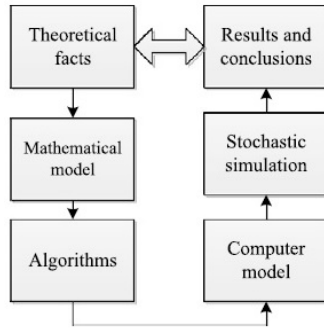 Theoretical
facts
Results and
conclusions
Mathematical
model
Stochastic
simulation
Algorithms
Computer
model